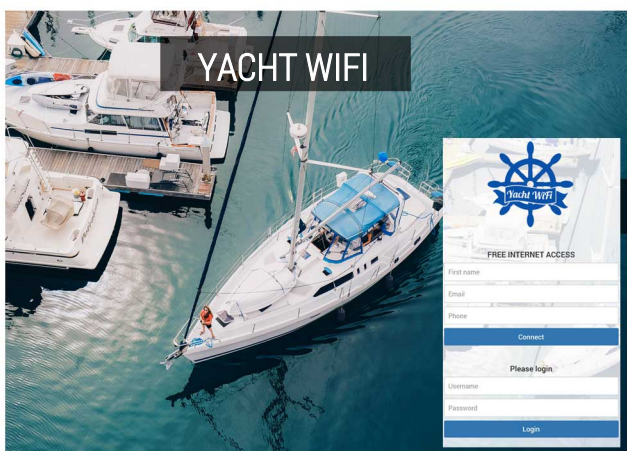 YACHT WIFI
Yacht WiFi
FREE INTERNET ACCESS
First name
Email
Phone
Connect
Please login
Username
Password
Login